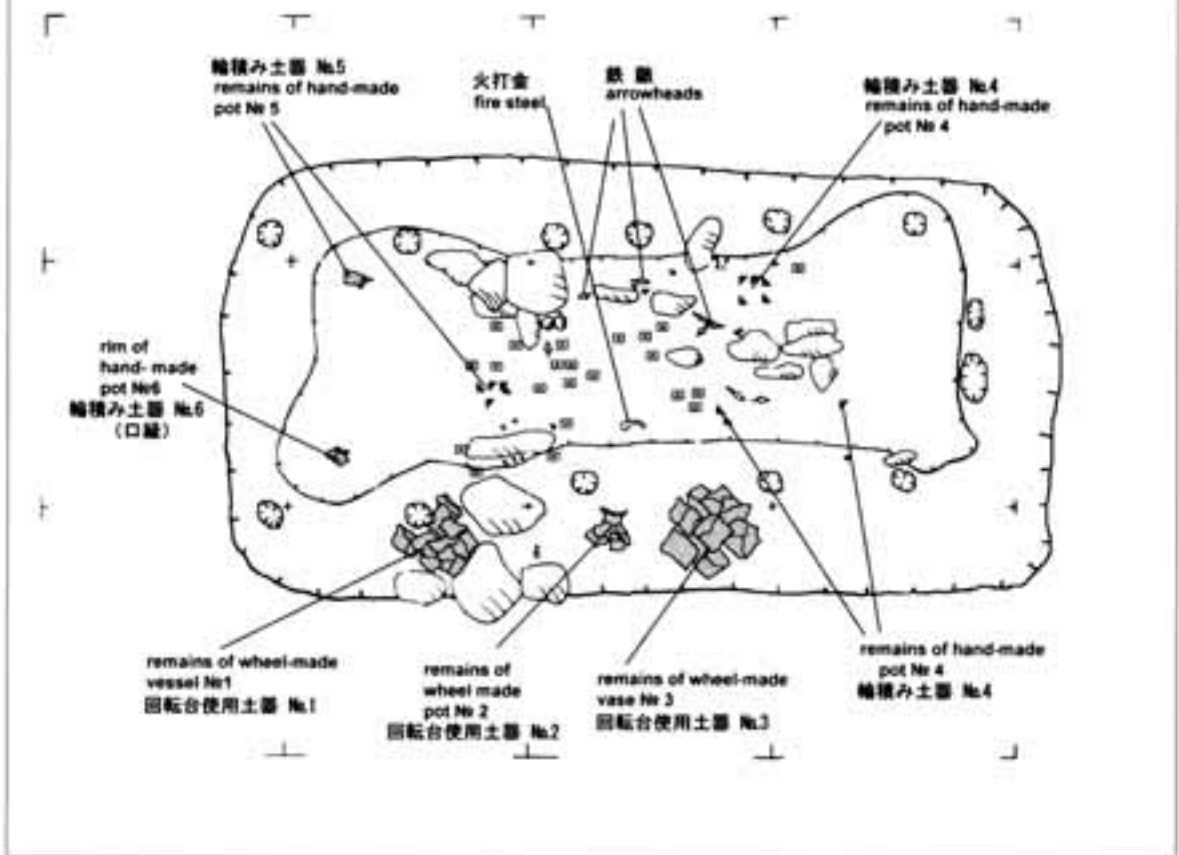 輪積み土器 №5
remains of hand-made
pot № 5
火打金
fire steel
鉄 鏃
arrowheads
輪積み土器 №4
remains of hand-made
pot № 4
rim of
hand- made
pot №6
輪積み土器 №6
（口縁）
remains of wheel-made
vessel №1
回転台使用土器 №1
remains of
wheel made
pot № 2
回転台使用土器 №2
remains of wheel-made
vase № 3
回転台使用土器 №3
remains of hand-made
pot № 4
輪積み土器 №4